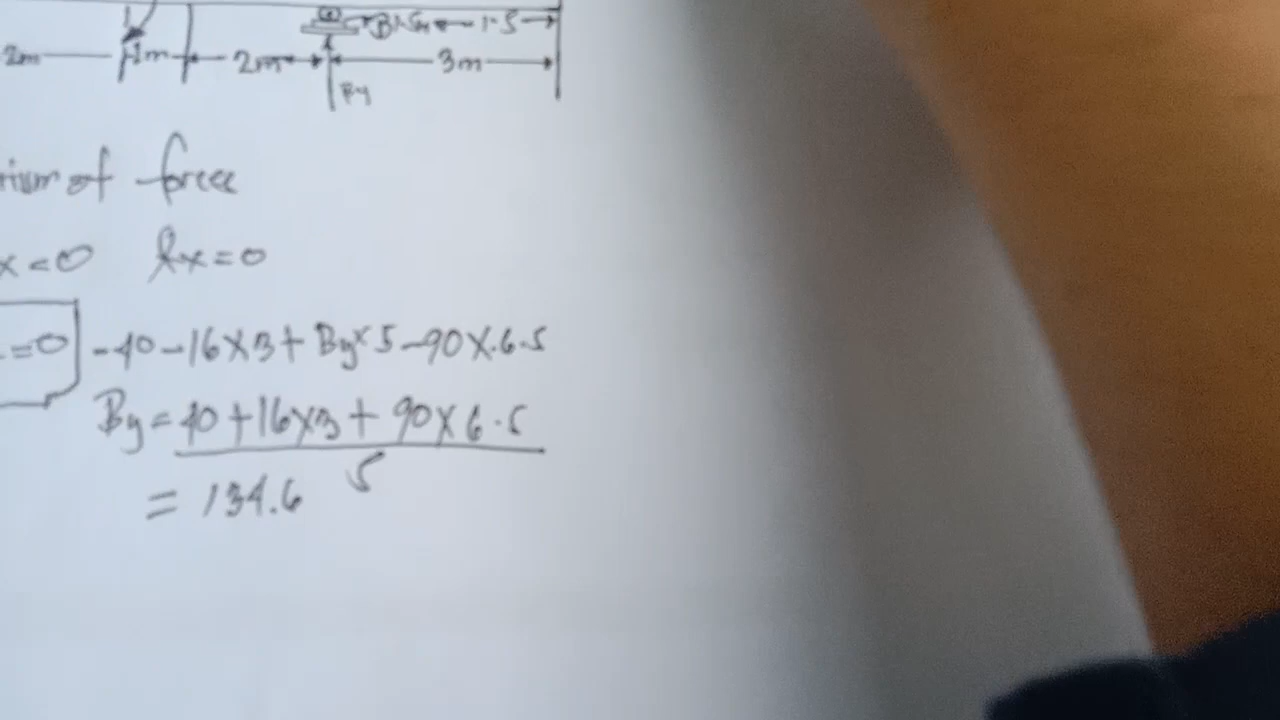 1.5
2m 1m 2m 3m
By
rium of force
x=0 Rx=0
=0 -40-16×3+By×5-90×6.5
By=40+16×3+90×6.5
5
= 134.6